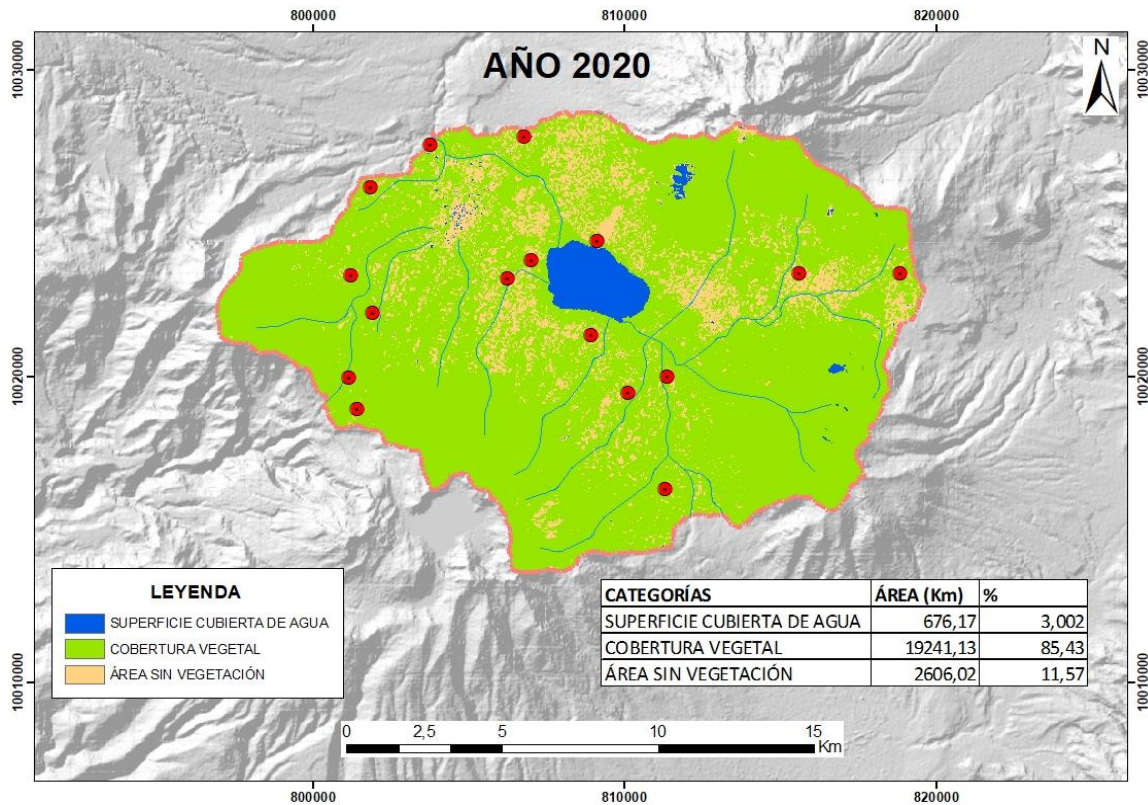 800000 810000 820000
AÑO 2020
N
10030000 10030000
10020000 10020000
10010000 10010000
LEYENDA
SUPERFICIE CUBIERTA DE AGUA
COBERTURA VEGETAL
ÁREA SIN VEGETACIÓN
CATEGORÍAS ÁREA (Km) %
SUPERFICIE CUBIERTA DE AGUA 676,17 3,002
COBERTURA VEGETAL 19241,13 85,43
ÁREA SIN VEGETACIÓN 2606,02 11,57
0 2,5 5 10 15
Km
800000 810000 820000